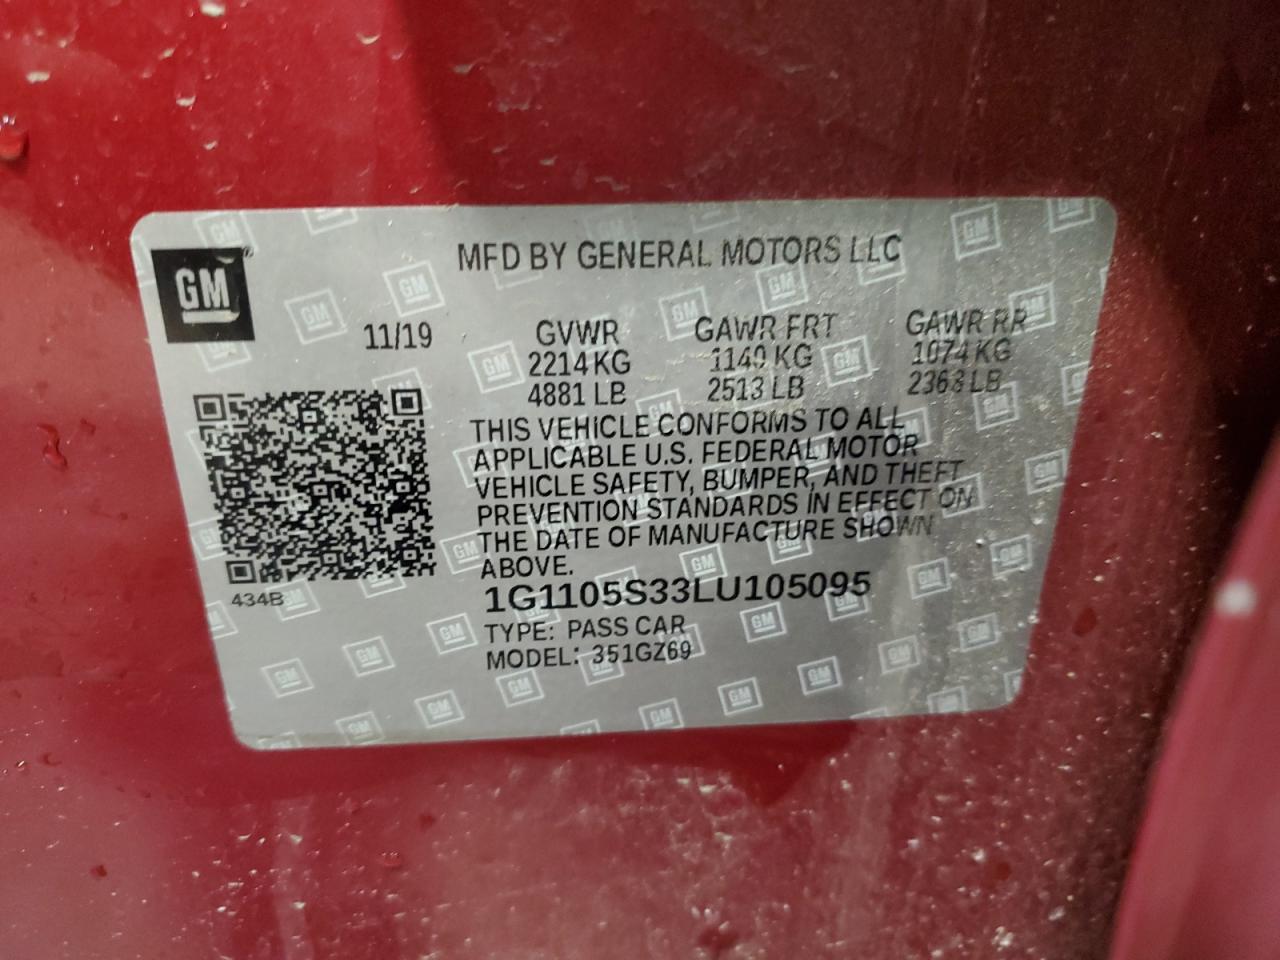 GM
MFD BY GENERAL MOTORS LLC
11/19
GVWR GAWR FRT GAWR RR
2214 KG 1140 KG 1074 KG
4881 LB 2513 LB 2368 LB
THIS VEHICLE CONFORMS TO ALL
APPLICABLE U.S. FEDERAL MOTOR
VEHICLE SAFETY, BUMPER, AND THEFT
PREVENTION STANDARDS IN EFFECT ON
THE DATE OF MANUFACTURE SHOWN
ABOVE.
434B
1G1105S33LU105095
TYPE: PASS CAR
MODEL: 351GZ69